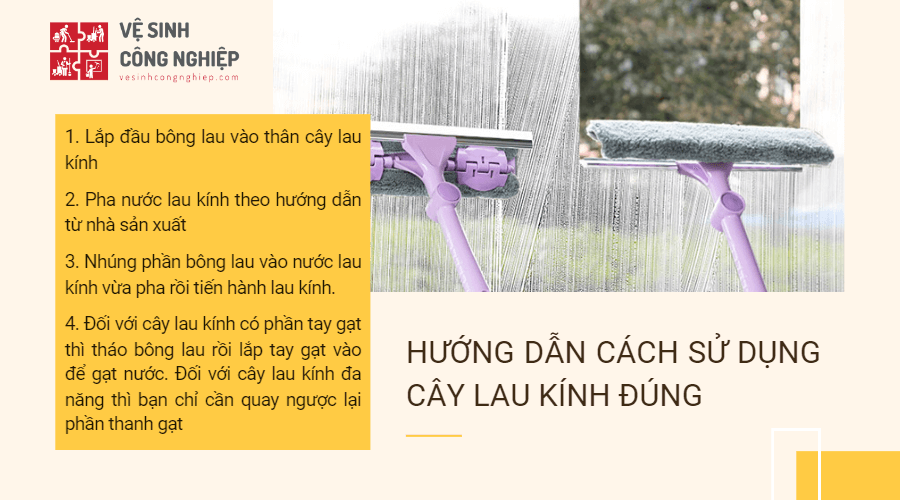 VỆ SINH
CÔNG NGHIỆP
vesinhcongnghiep.com
1. Lắp đầu bông lau vào thân cây lau
kính
2. Pha nước lau kính theo hướng dẫn
từ nhà sản xuất
3. Nhúng phần bông lau vào nước lau
kính vừa pha rồi tiến hành lau kính.
4. Đối với cây lau kính có phần tay gạt
thì tháo bông lau rồi lắp tay gạt vào
để gạt nước. Đối với cây lau kính đa
năng thì bạn chỉ cần quay ngược lại
phần thanh gạt
HƯỚNG DẪN CÁCH SỬ DỤNG
CÂY LAU KÍNH ĐÚNG